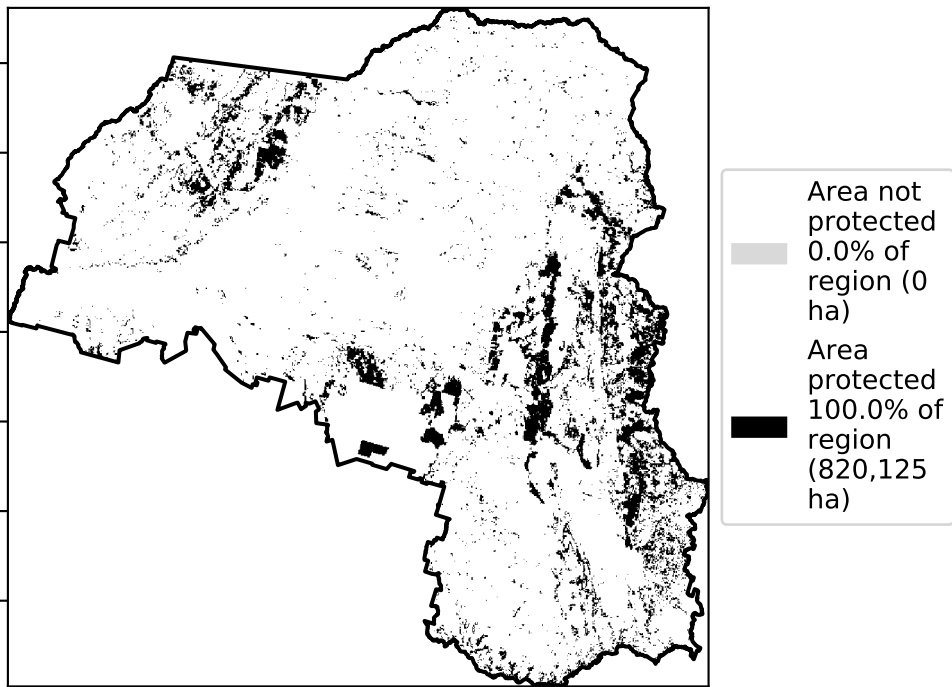 Area not
protected
0.0% of
region (0
ha)
Area
protected
100.0% of
region
(820,125
ha)